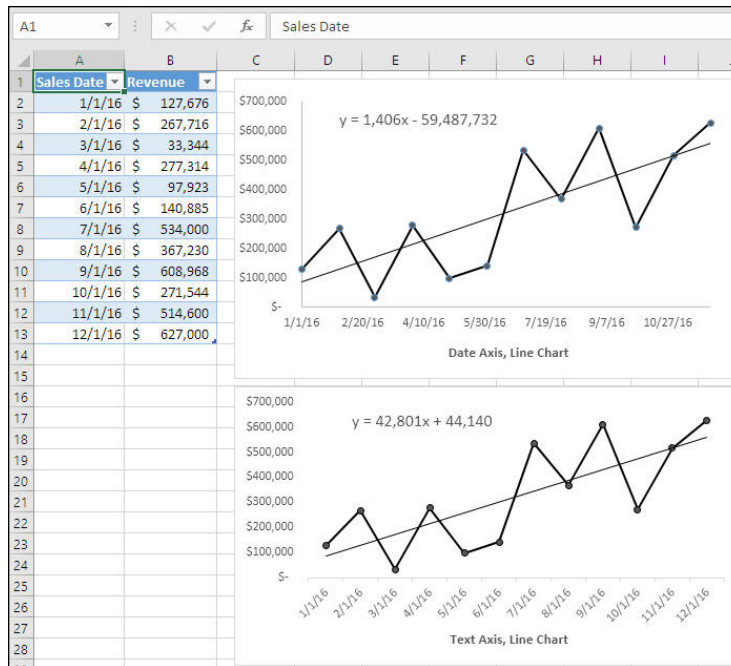 A1
fx
Sales Date
A B C D E F G H I
1 Sales Date Revenue
2 1/1/16 $ 127,676
3 2/1/16 $ 267,716
4 3/1/16 $ 33,344
5 4/1/16 $ 277,314
6 5/1/16 $ 97,923
7 6/1/16 $ 140,885
8 7/1/16 $ 534,000
9 8/1/16 $ 367,230
10 9/1/16 $ 608,968
11 10/1/16 $ 271,544
12 11/1/16 $ 514,600
13 12/1/16 $ 627,000
14
15
16
17
18
19
20
21
22
23
24
25
26
27
28
$700,000
y = 1,406x - 59,487,732
$600,000
$500,000
$400,000
$300,000
$200,000
$100,000
$-
1/1/16 2/20/16 4/10/16 5/30/16 7/19/16 9/7/16 10/27/16
Date Axis, Line Chart
$700,000
y = 42,801x + 44,140
$600,000
$500,000
$400,000
$300,000
$200,000
$100,000
$-
1/1/16 2/1/16 3/1/16 4/1/16 5/1/16 6/1/16 7/1/16 8/1/16 9/1/16 10/1/16 11/1/16 12/1/16
Text Axis, Line Chart